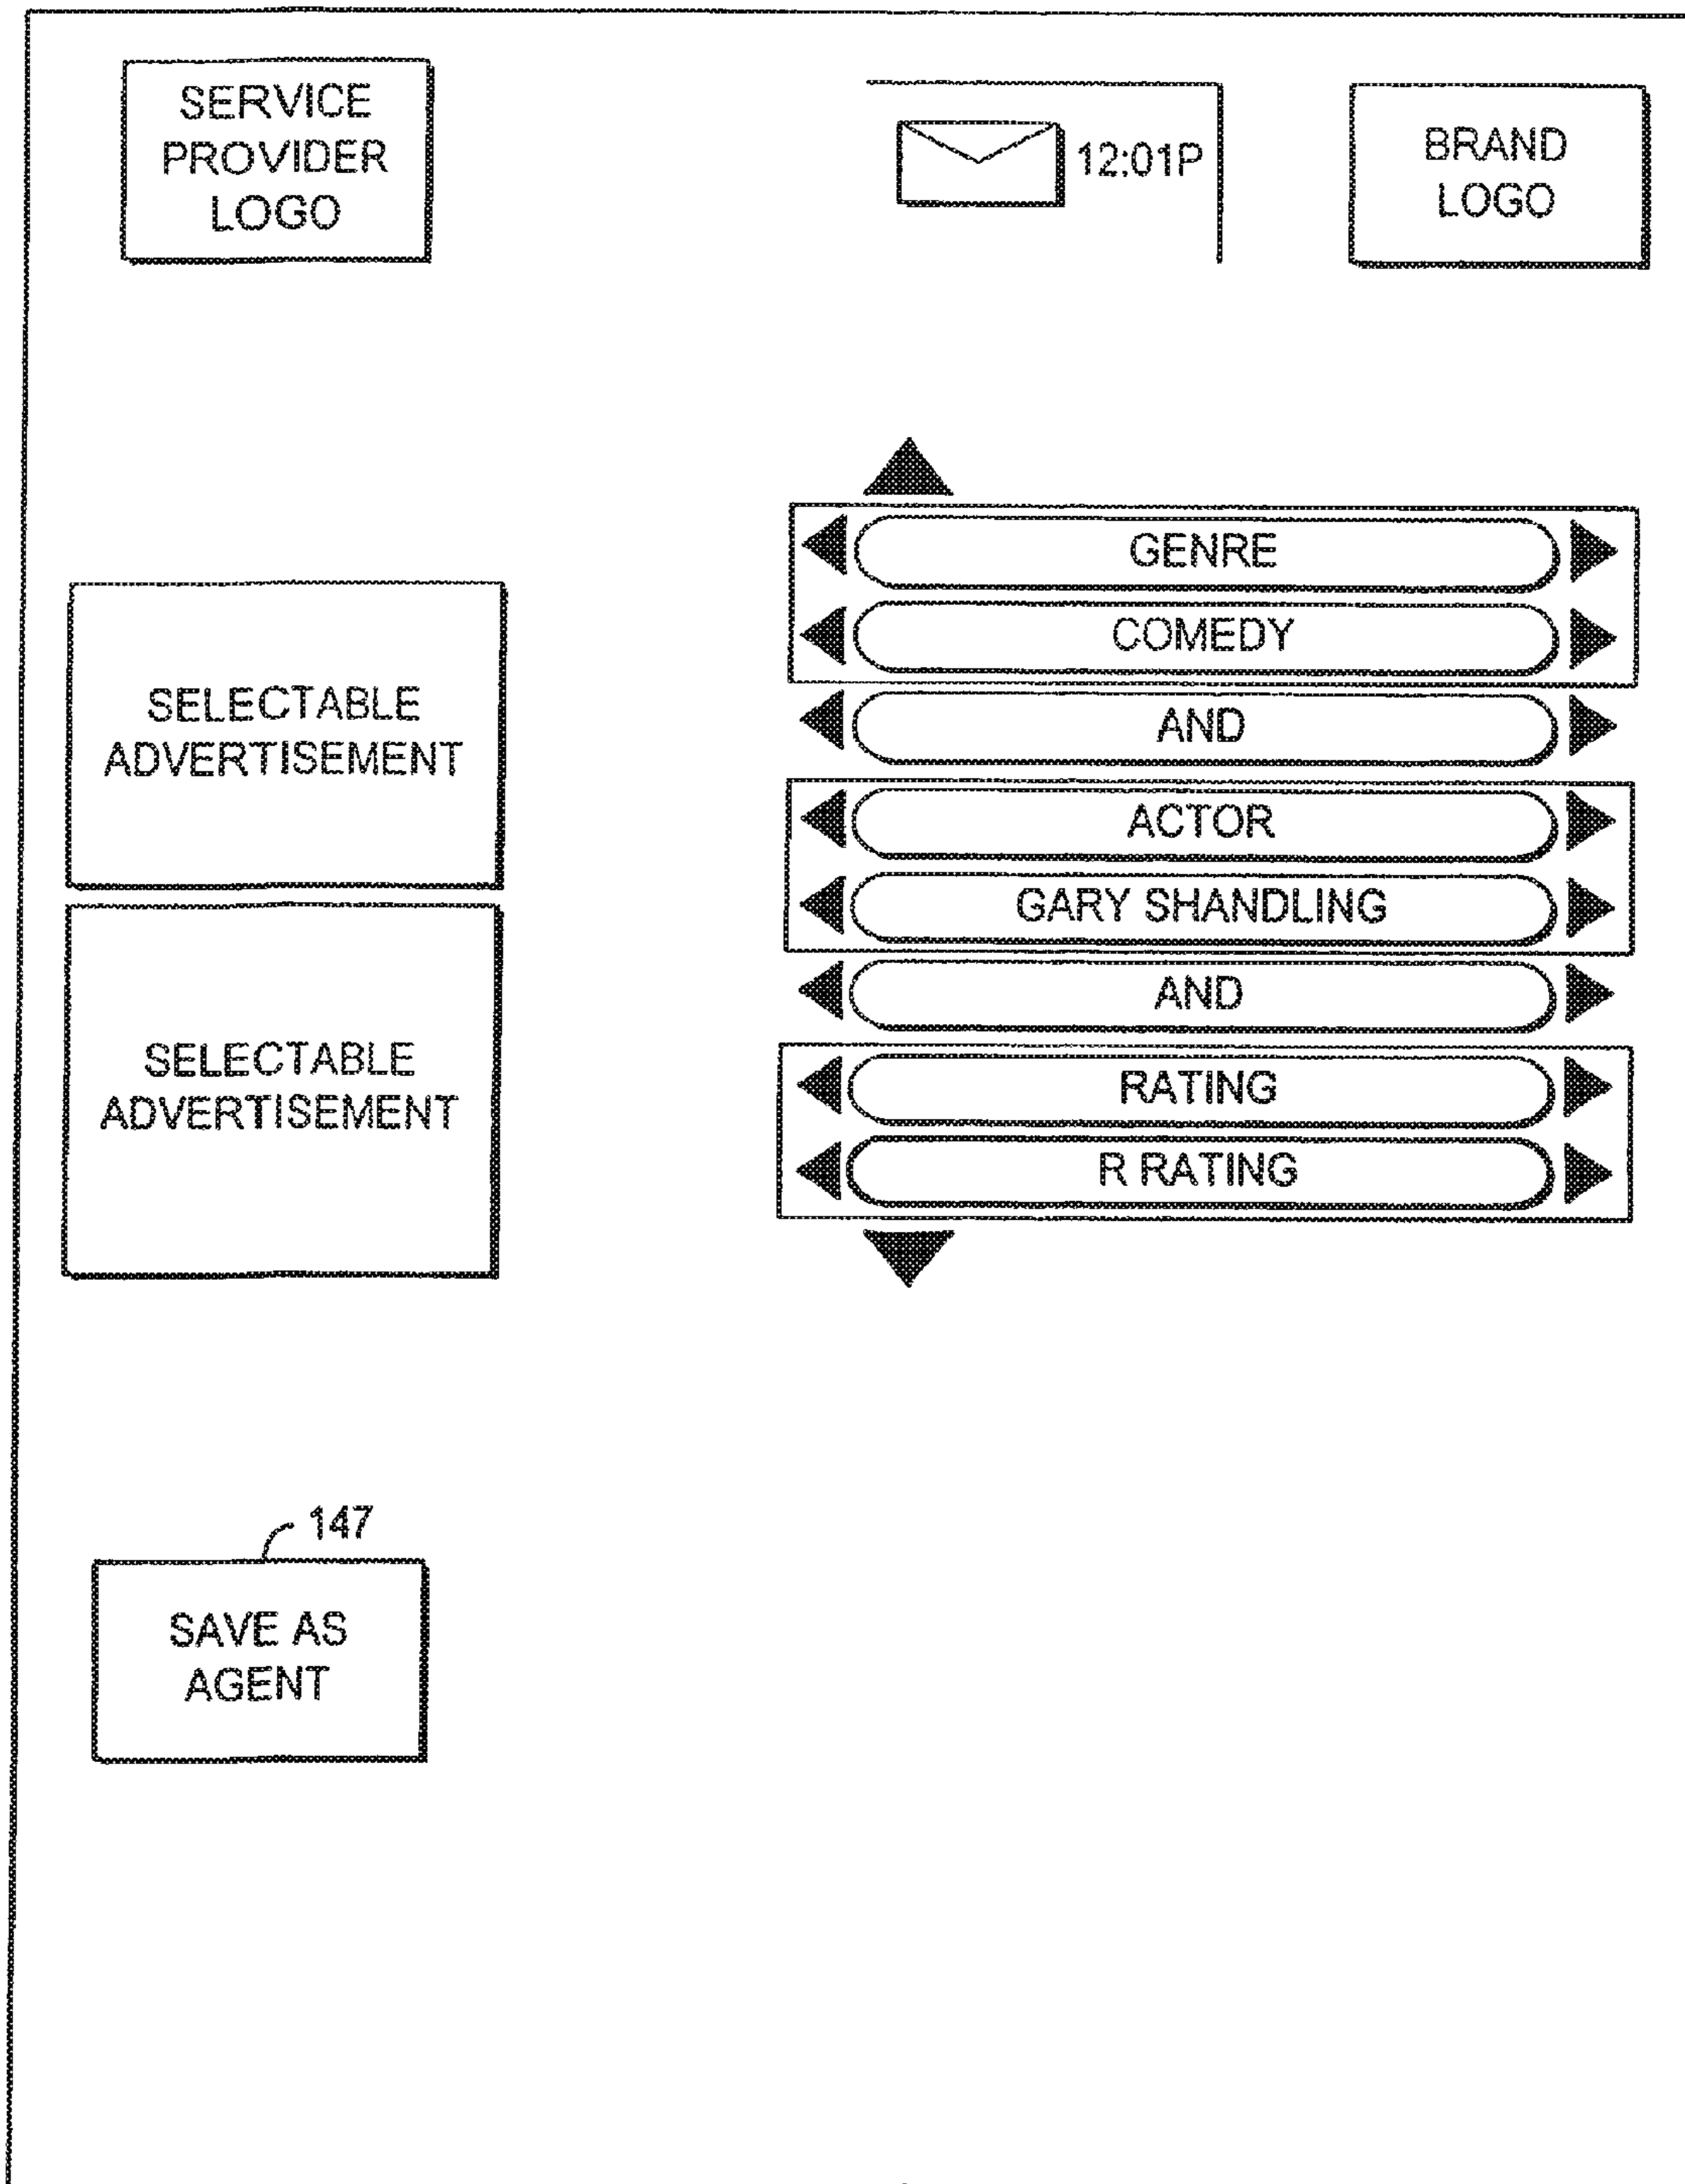 SERVICE
PROVIDER
LOGO
12:01P
BRAND
LOGO
SELECTABLE
ADVERTISEMENT
SELECTABLE
ADVERTISEMENT
GENRE
COMEDY
AND
ACTOR
GARY SHANDLING
AND
RATING
R RATING
147
SAVE AS
AGENT